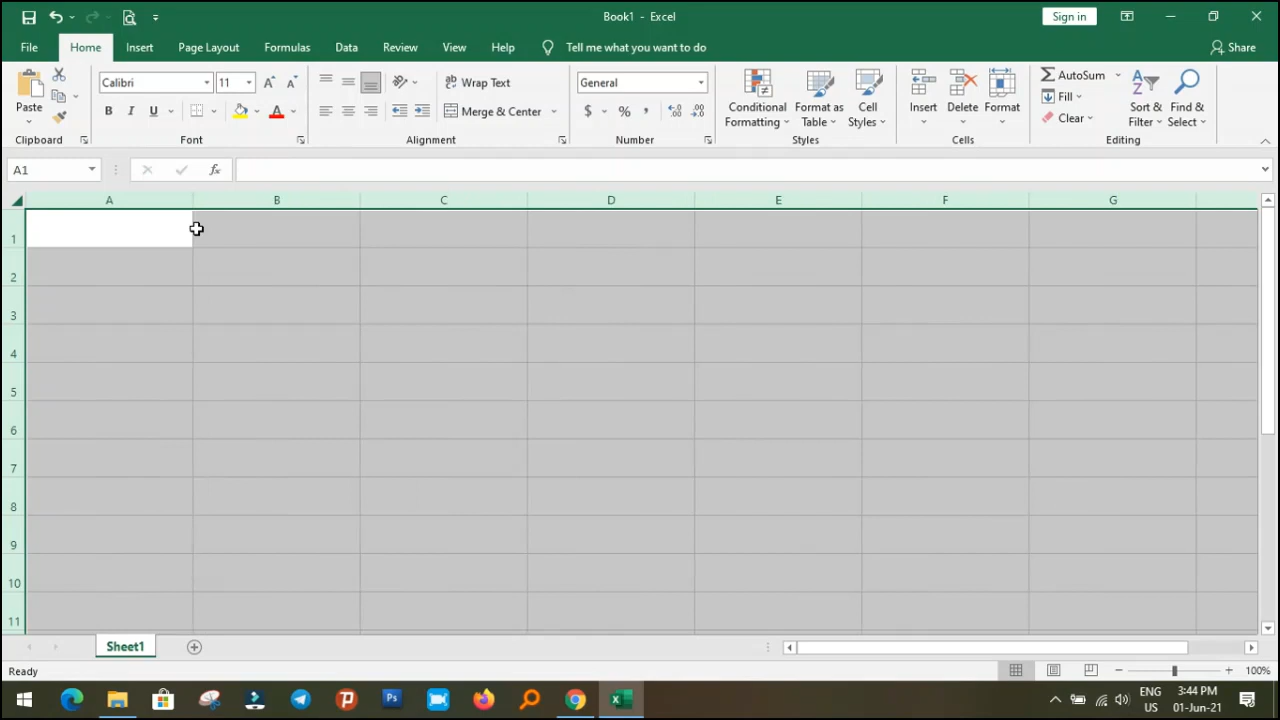 Book1 - Excel
Sign in
File Home Insert Page Layout Formulas Data Review View Help Tell me what you want to do Share
Paste
Clipboard
Calibri 11
B I U A
Font
ab
Wrap Text
Merge & Center
Alignment
General
$ % ,
Number
Conditional Formatting
Format as Table
Cell Styles
Styles
Insert Delete Format
Cells
AutoSum
Fill
Clear
Sort & Filter
Find & Select
Editing
A1 fx
A B C D E F G
1
2
3
4
5
6
7
8
9
10
11
Sheet1
Ready 100%
Ps
ENG
US
3:44 PM
01-Jun-21